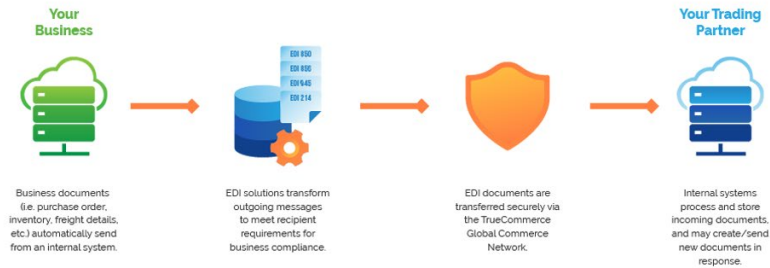 Your
Business
Your Trading
Partner
EDI 850
EDI 856
EDI 945
EDI 214
Business documents
(i.e. purchase order,
inventory, freight details,
etc.) automatically send
from an internal system.
EDI solutions transform
outgoing messages
to meet recipient
requirements for
business compliance.
EDI documents are
transferred securely via
the TrueCommerce
Global Commerce
Network.
Internal systems
process and store
incoming documents,
and may create/send
new documents in
response.